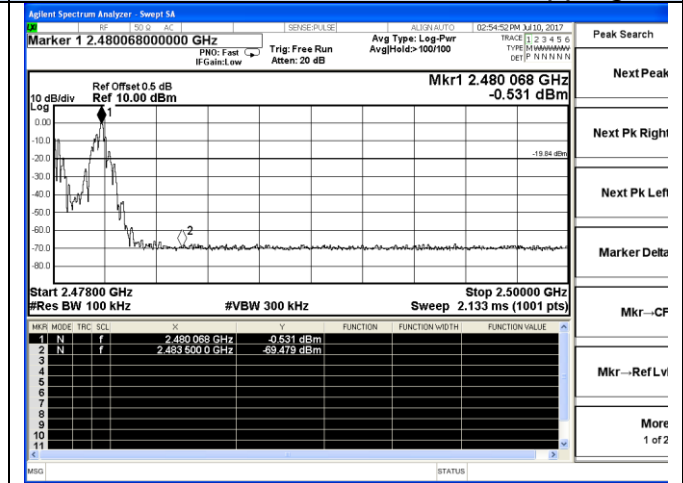 Agilent Spectrum Analyzer - Swept SA
RF 50 Ω AC SENSE:PULSE ALIGN AUTO 02:54:52 PM Jul 10, 2017
Marker 1 2.480068000000 GHz
PNO: Fast
IFGain:Low
Trig: Free Run
Atten: 20 dB
Avg Type: Log-Pwr
Avg|Hold:> 100/100
TRACE 1 2 3 4 5 6
TYPE MWWWWW
DET P N N N N N
Peak Search
Mkr1 2.480 068 GHz
-0.531 dBm
Ref Offset 0.5 dB
10 dB/div Ref 10.00 dBm
Log
1
0.00
-10.0
-20.0
-19.84 dBm
-30.0
-40.0
-50.0
-60.0
2
-70.0
-80.0
Start 2.47800 GHz Stop 2.50000 GHz
#Res BW 100 kHz #VBW 300 kHz Sweep 2.133 ms (1001 pts)
MKR MODE TRC SCL X Y FUNCTION FUNCTION WIDTH FUNCTION VALUE
1 N f 2.480 068 GHz -0.531 dBm
2 N f 2.483 500 0 GHz -69.479 dBm
3
4
5
6
7
8
9
10
11
MSG STATUS
Next Peak
Next Pk Right
Next Pk Left
Marker Delta
Mkr→CF
Mkr→Ref Lvl
More
1 of 2